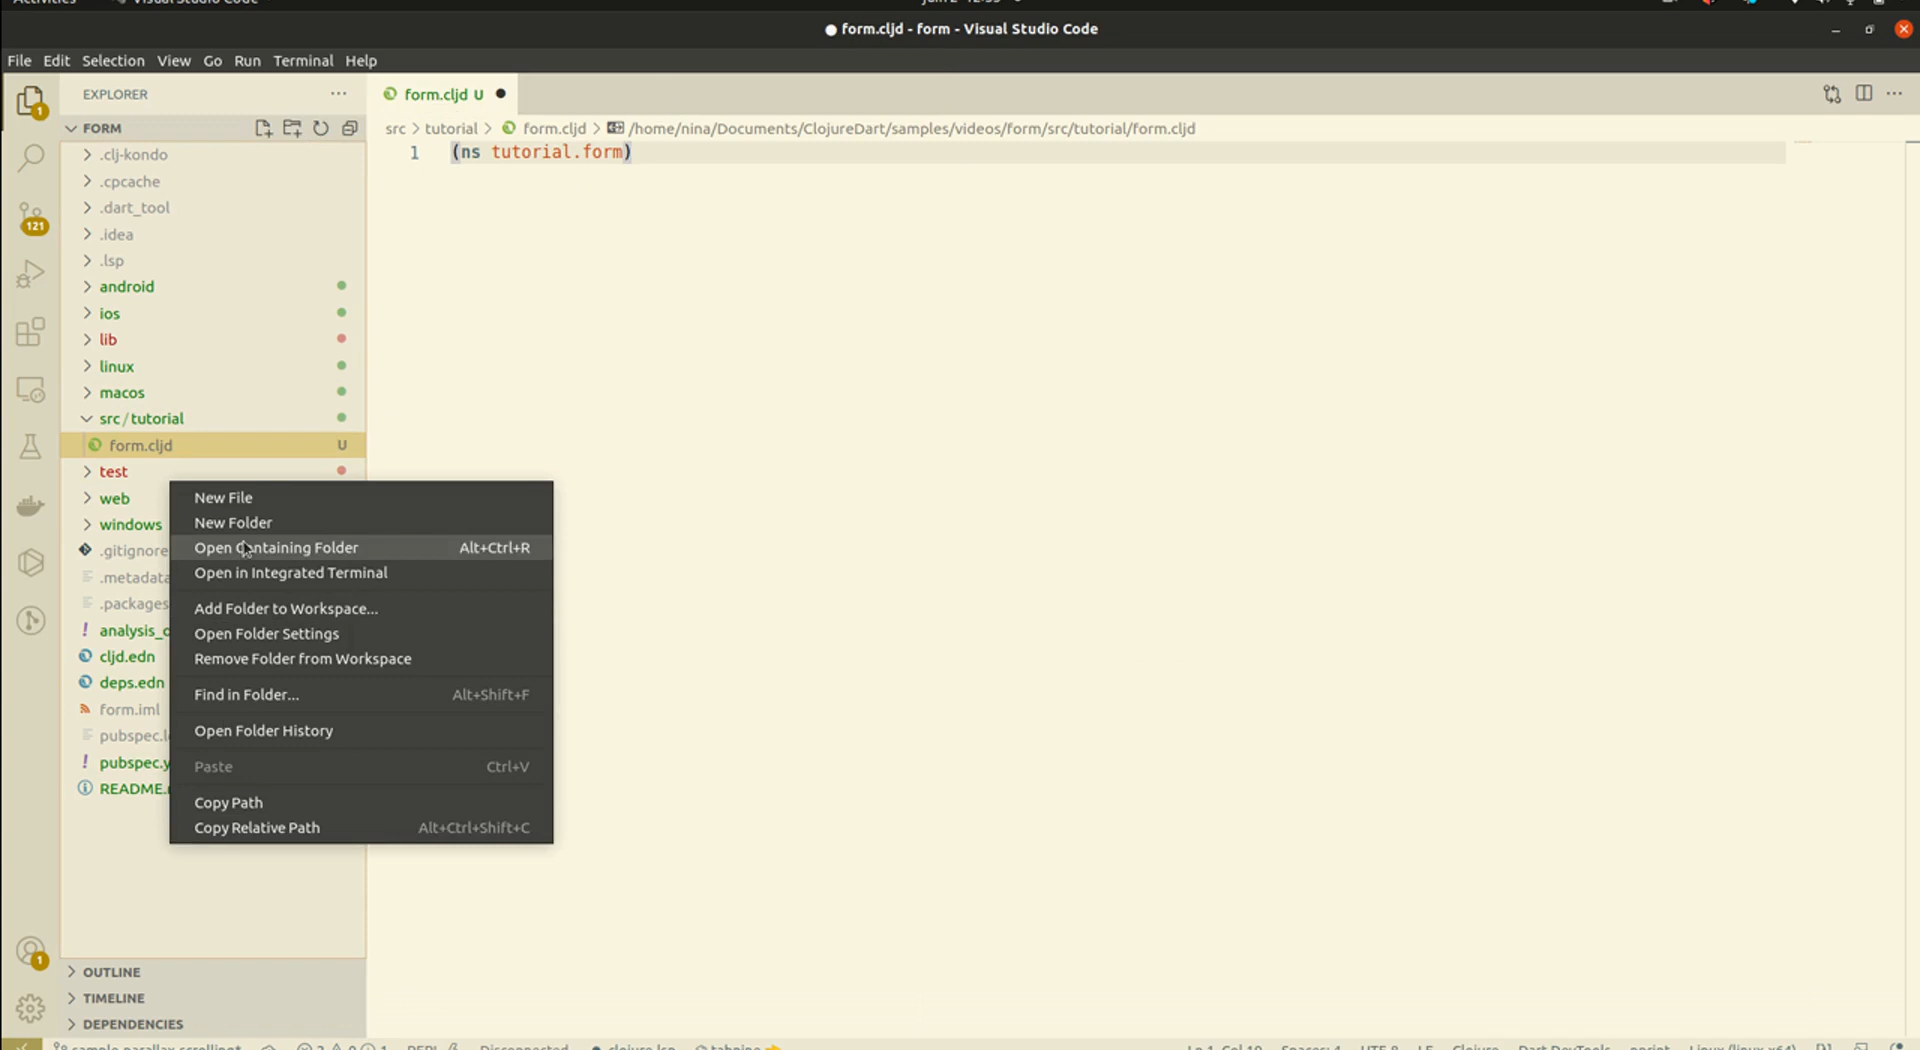 form.cljd - form - Visual Studio Code
File Edit Selection View Go Run Terminal Help
1
EXPLORER
form.cljd U
FORM
src > tutorial > form.cljd > /home/nina/Documents/ClojureDart/samples/videos/form/src/tutorial/form.cljd
1 (ns tutorial.form)
.clj-kondo
.cpcache
.dart_tool
121
.idea
.lsp
android
ios
lib
linux
macos
src/tutorial
form.cljd U
test
web
windows
.gitignore
.metadata
.packages
cljd.edn
deps.edn
form.iml
New File
New Folder
Open Containing Folder Alt+Ctrl+R
Open in Integrated Terminal
Add Folder to Workspace...
Open Folder Settings
Remove Folder from Workspace
Find in Folder... Alt+Shift+F
Open Folder History
Paste Ctrl+V
Copy Path
Copy Relative Path Alt+Ctrl+Shift+C
1
OUTLINE
TIMELINE
DEPENDENCIES